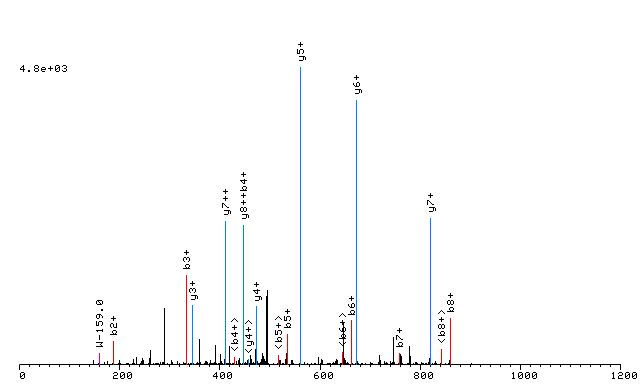 4.8e+03
W-159.0
b2+
b3+
y3+
y7++
b4+^
y8++b4+
y4+^
y4+
b5+^
b5+
y5+
b6+^
b6+
y6+
b7+
y7+
b8+^
b8+
0 200 400 600 800 1000 1200